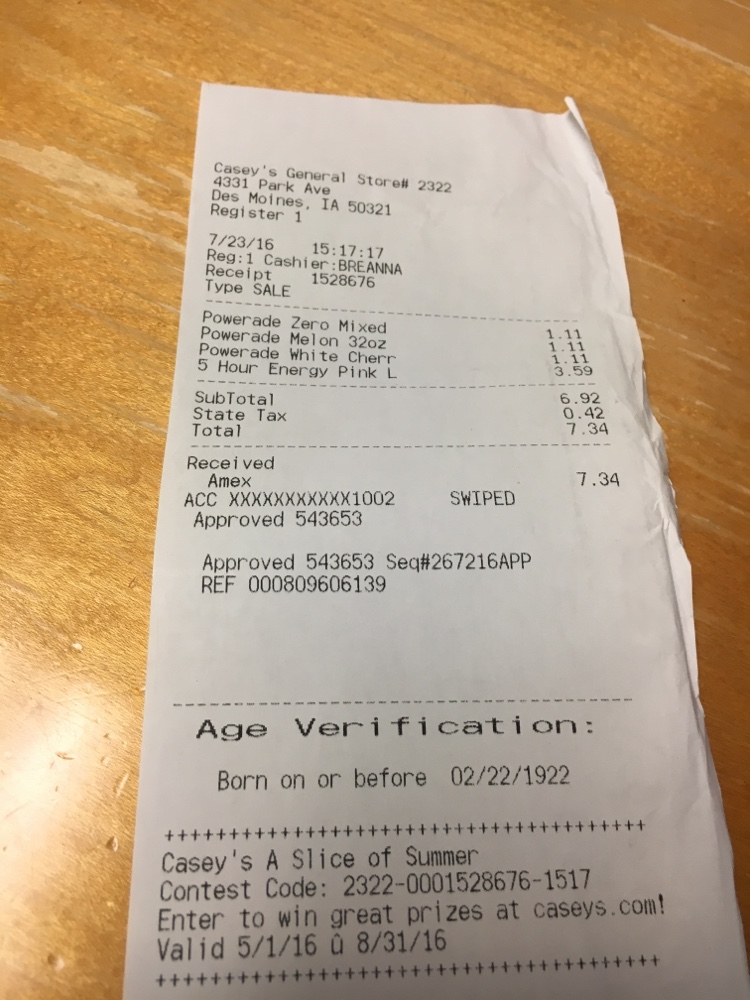 Casey's General Store# 2322
4331 Park Ave
Des Moines, IA 50321
Register 1
7/23/16 15:17:17
Reg:1 Cashier:BREANNA
Receipt 1528676
Type SALE
Powerade Zero Mixed 1.11
Powerade Melon 32oz 1.11
Powerade White Cherr 1.11
5 Hour Energy Pink L 3.59
SubTotal 6.92
State Tax 0.42
Total 7.34
Received
Amex 7.34
ACC XXXXXXXXXXX1002 SWIPED
Approved 543653
Approved 543653 Seq#267216APP
REF 000809606139
Age Verification:
Born on or before 02/22/1922
+++++++++++++++++++++++++++++++++++++++
Casey's A Slice of Summer
Contest Code: 2322-0001528676-1517
Enter to win great prizes at caseys.com!
Valid 5/1/16 û 8/31/16
+++++++++++++++++++++++++++++++++++++++